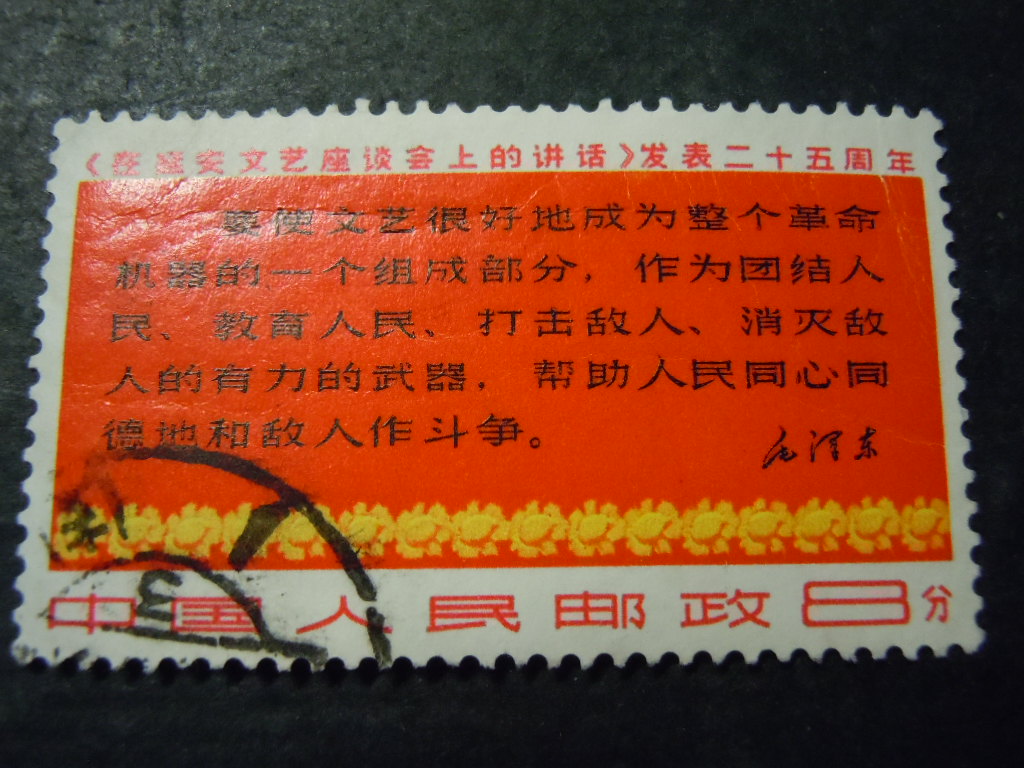 《在延安文艺座谈会上的讲话》发表二十五周年
要使文艺很好地成为整个革命
机器的一个组成部分，作为团结人
民、教育人民、打击敌人、消灭敌
人的有力的武器，帮助人民同心同
德地和敌人作斗争。
毛泽东
中国人民邮政8分